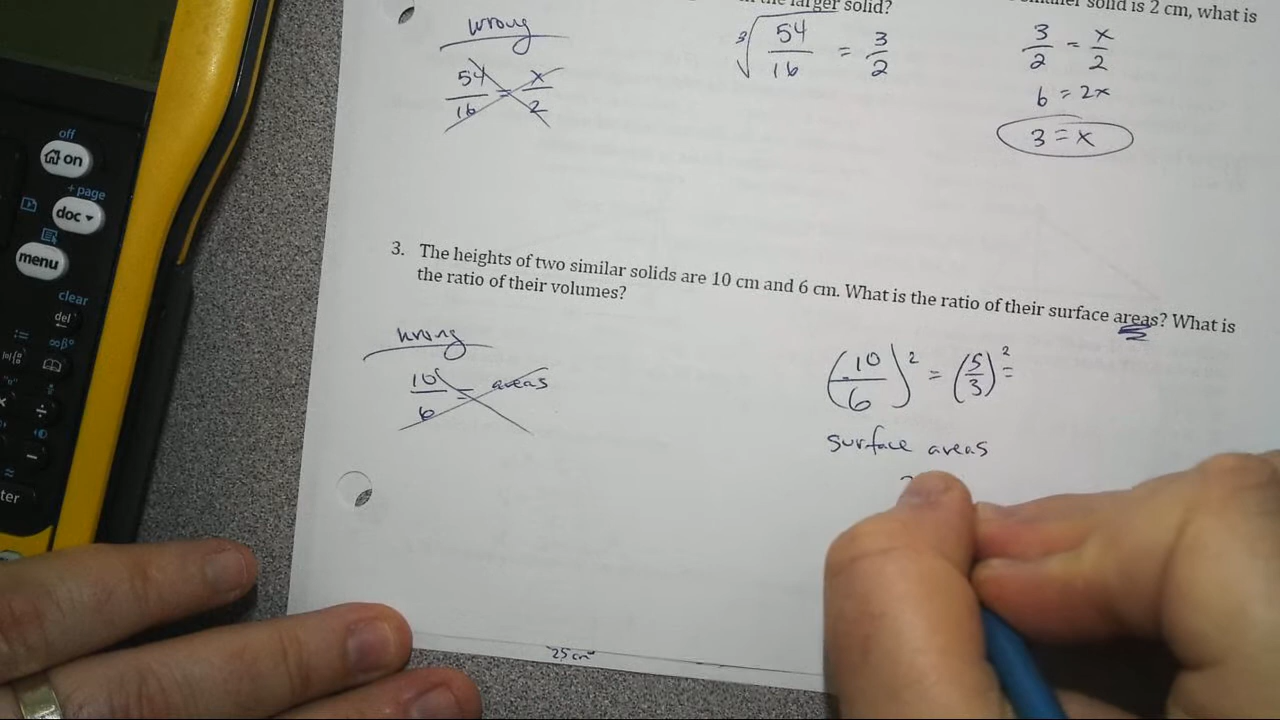 larger solid?
solid is 2 cm, what is
wrong
54/16 = x/2
∛(54/16) = 3/2
3/2 = x/2
6 = 2x
3 = x
3. The heights of two similar solids are 10 cm and 6 cm. What is the ratio of their surface areas? What is
the ratio of their volumes?
wrong
10/6 = areas
(10/6)² = (5/3)² =
surface areas
25 cm
off
on
+ page
doc
menu
clear
del